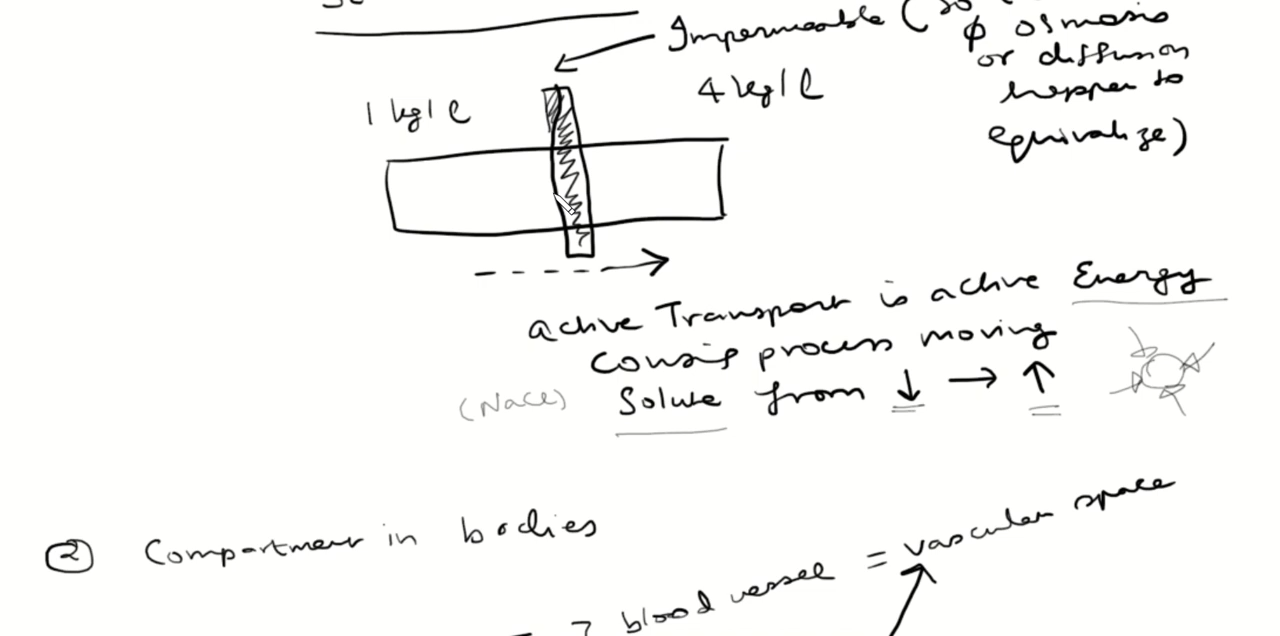 Impermeable (so
ϕ osmosis
or diffusion
happen to
equivalize)
1 kg/l
4 kg/l
active Transport is active Energy
process moving
(Nacl) Solute from ↓ → ↑
② Compartment in bodies
blood vessel = vascular space